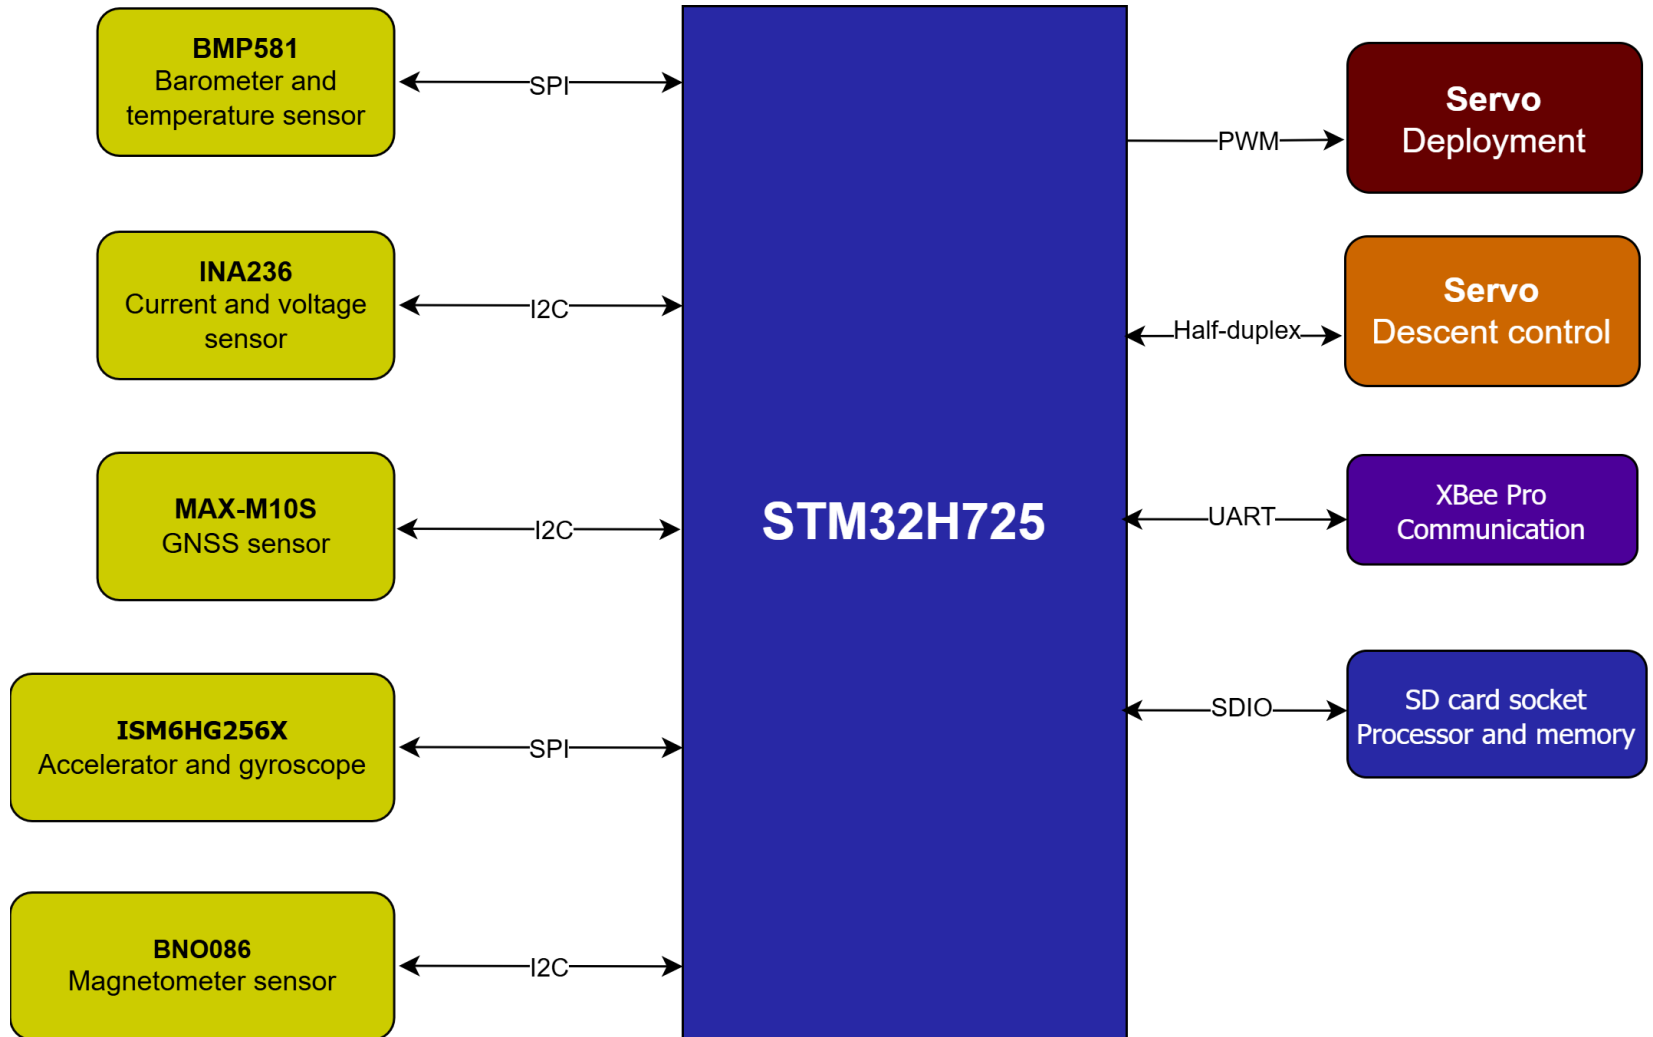 BMP581
Barometer and
temperature sensor
SPI
INA236
Current and voltage
sensor
I2C
MAX-M10S
GNSS sensor
I2C
ISM6HG256X
Accelerator and gyroscope
SPI
BNO086
Magnetometer sensor
I2C
STM32H725
PWM
Servo
Deployment
Half-duplex
Servo
Descent control
UART
XBee Pro
Communication
SDIO
SD card socket
Processor and memory